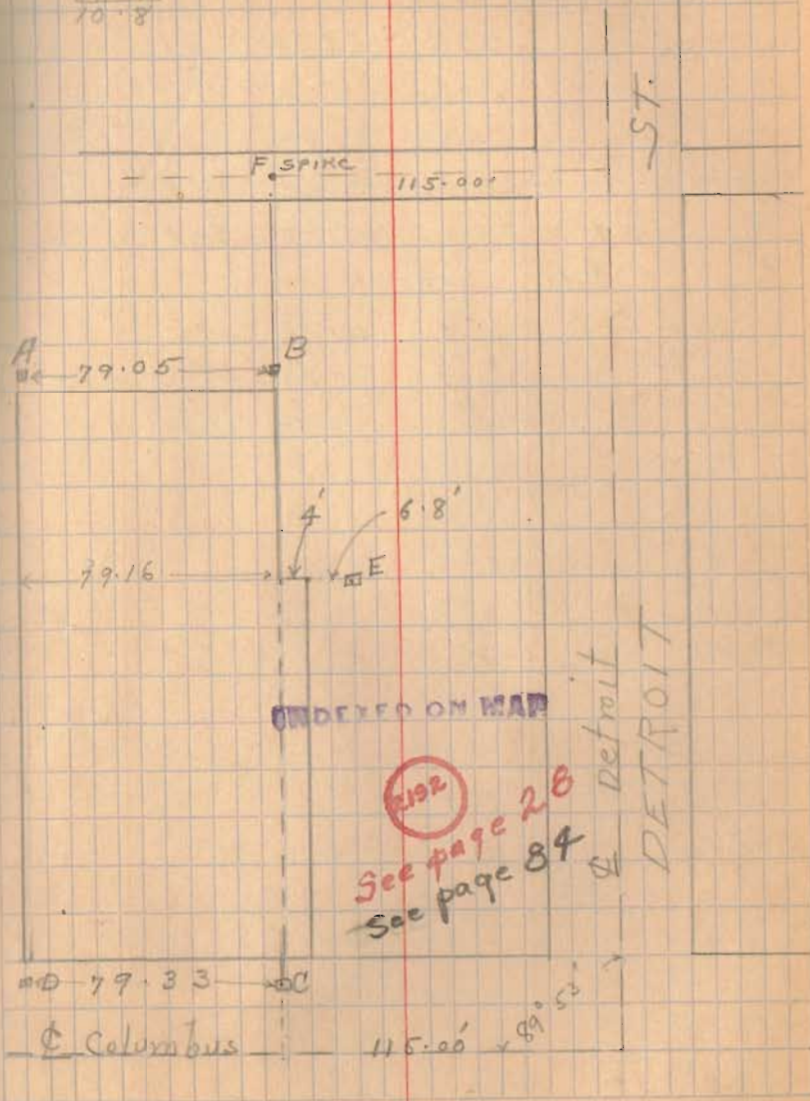 10.8
ST.
F SPIKE
115.00'
A
79.05
B
4'
6.8'
79.16
E
INDEXED ON MAP
2192
See page 28
See page 84
℄ Detroit
DETROIT
D 79.33 C
89° 53'
℄ Columbus
115.00'